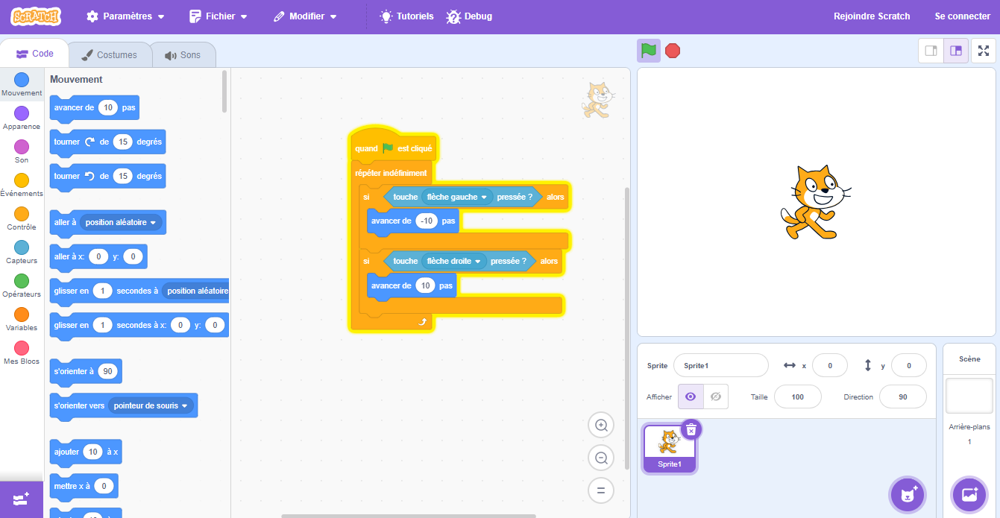 SCRATCH Paramètres Fichier Modifier Tutoriels Debug Rejoindre Scratch Se connecter
Code Costumes Sons
Mouvement
Apparence
Son
Événements
Contrôle
Capteurs
Opérateurs
Variables
Mes Blocs
Mouvement
avancer de 10 pas
tourner de 15 degrés
tourner de 15 degrés
aller à position aléatoire
aller à x: 0 y: 0
glisser en 1 secondes à position aléatoire
glisser en 1 secondes à x: 0 y: 0
s'orienter à 90
s'orienter vers pointeur de souris
ajouter 10 à x
mettre x à 0
quand est cliqué
répéter indéfiniment
si touche flèche gauche pressée ? alors
avancer de -10 pas
si touche flèche droite pressée ? alors
avancer de 10 pas
Sprite Sprite1 x 0 y 0
Afficher Taille 100 Direction 90
Sprite1
Scène
Arrière-plans
1